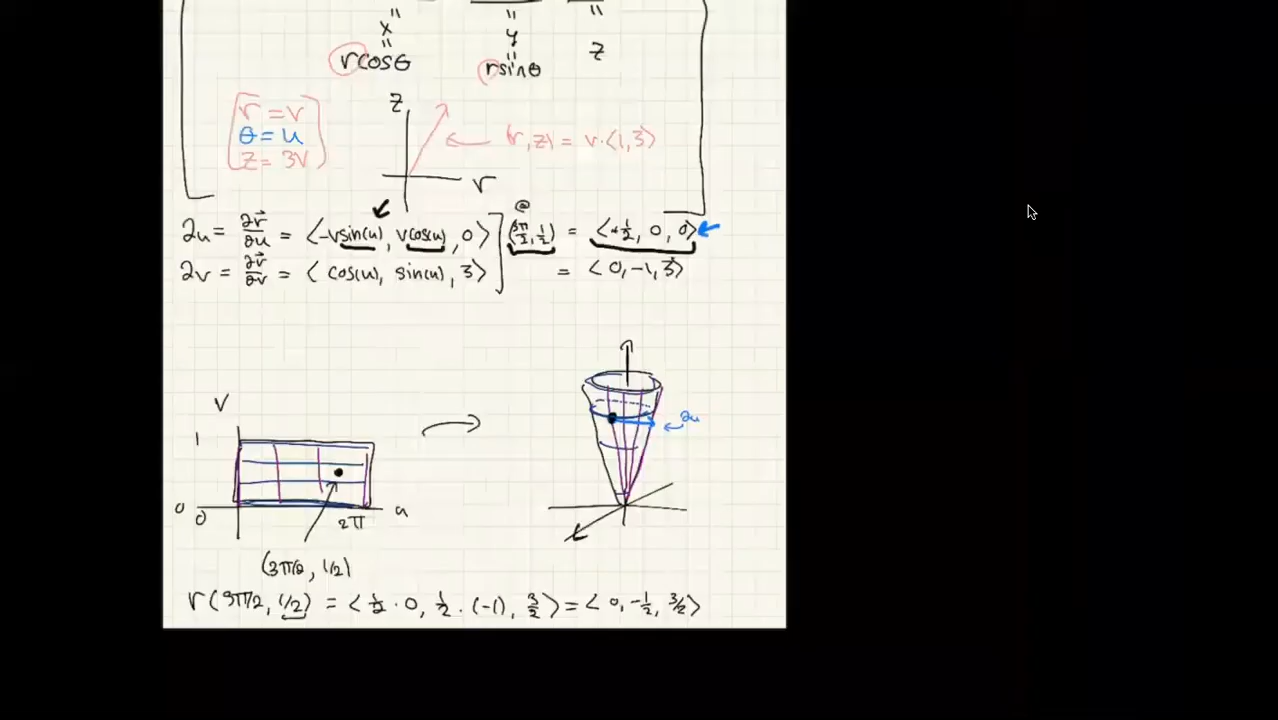 " " "
x y z
" "
rcosθ rsinθ
z
r = v
θ = u
z = 3v
(r,z) = v·⟨1,3⟩
r
@
∂u = ∂r⃗/∂u = ⟨-vsin(u), vcos(u), 0⟩ ] (3π/2, 1/2) = ⟨+1/2, 0, 0⟩
∂v = ∂r⃗/∂v = ⟨cos(u), sin(u), 3⟩ = ⟨0, -1, 3⟩
v
∂u
1
0 0 2π u
(3π/2, 1/2)
r(3π/2, 1/2) = ⟨1/2 · 0, 1/2 · (-1), 3/2⟩ = ⟨0, -1/2, 3/2⟩